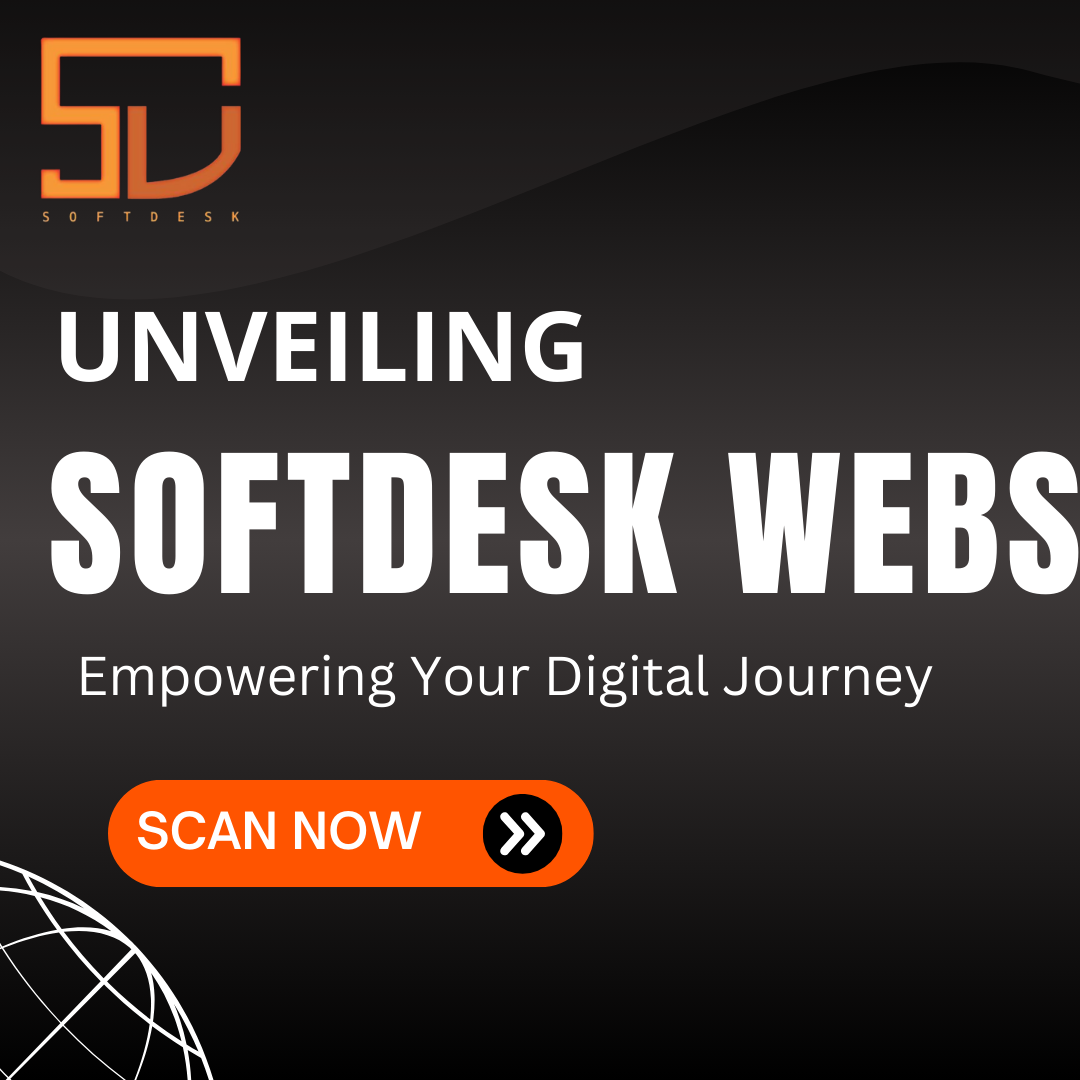 SOFTDESK
UNVEILING
SOFTDESK WEBS
Empowering Your Digital Journey
SCAN NOW